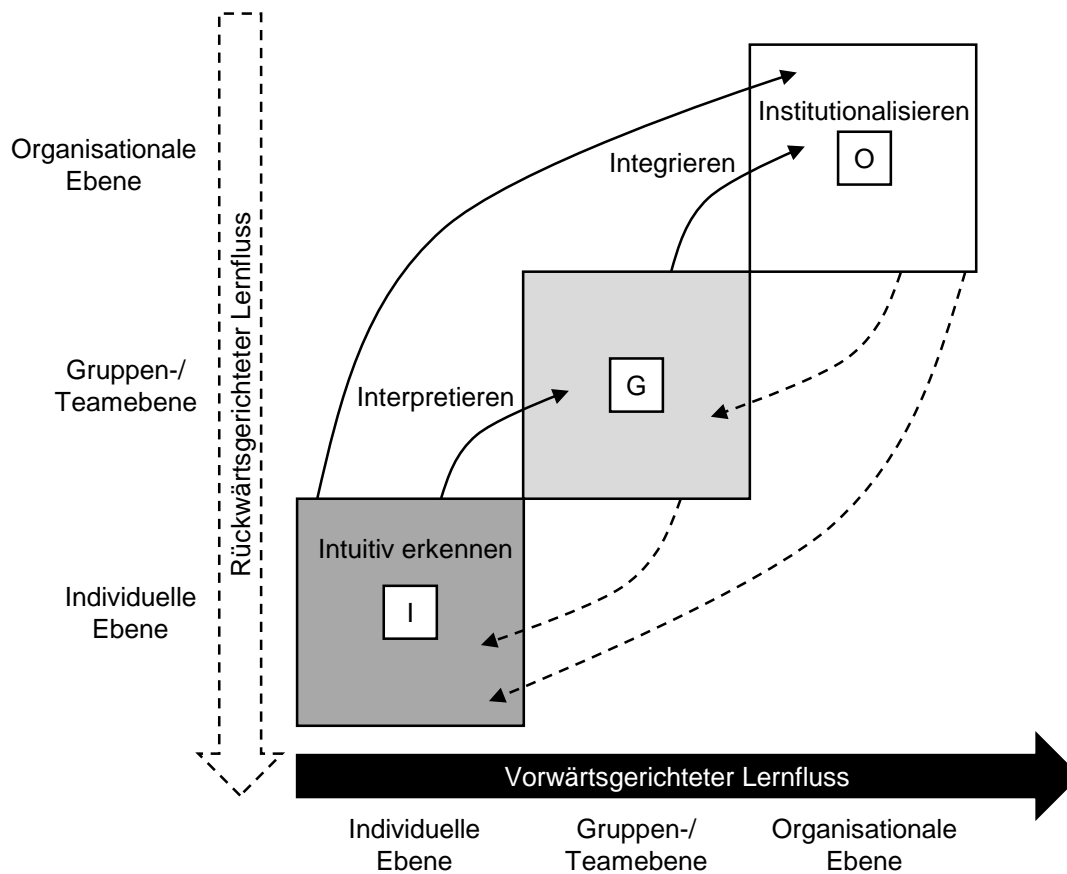 Organisationale
Ebene
Rückwärtsgerichteter Lernfluss
Institutionalisieren
O
Integrieren
Gruppen-/
Teamebene
Interpretieren
G
Intuitiv erkennen
I
Individuelle
Ebene
Vorwärtsgerichteter Lernfluss
Individuelle
Ebene
Gruppen-/
Teamebene
Organisationale
Ebene